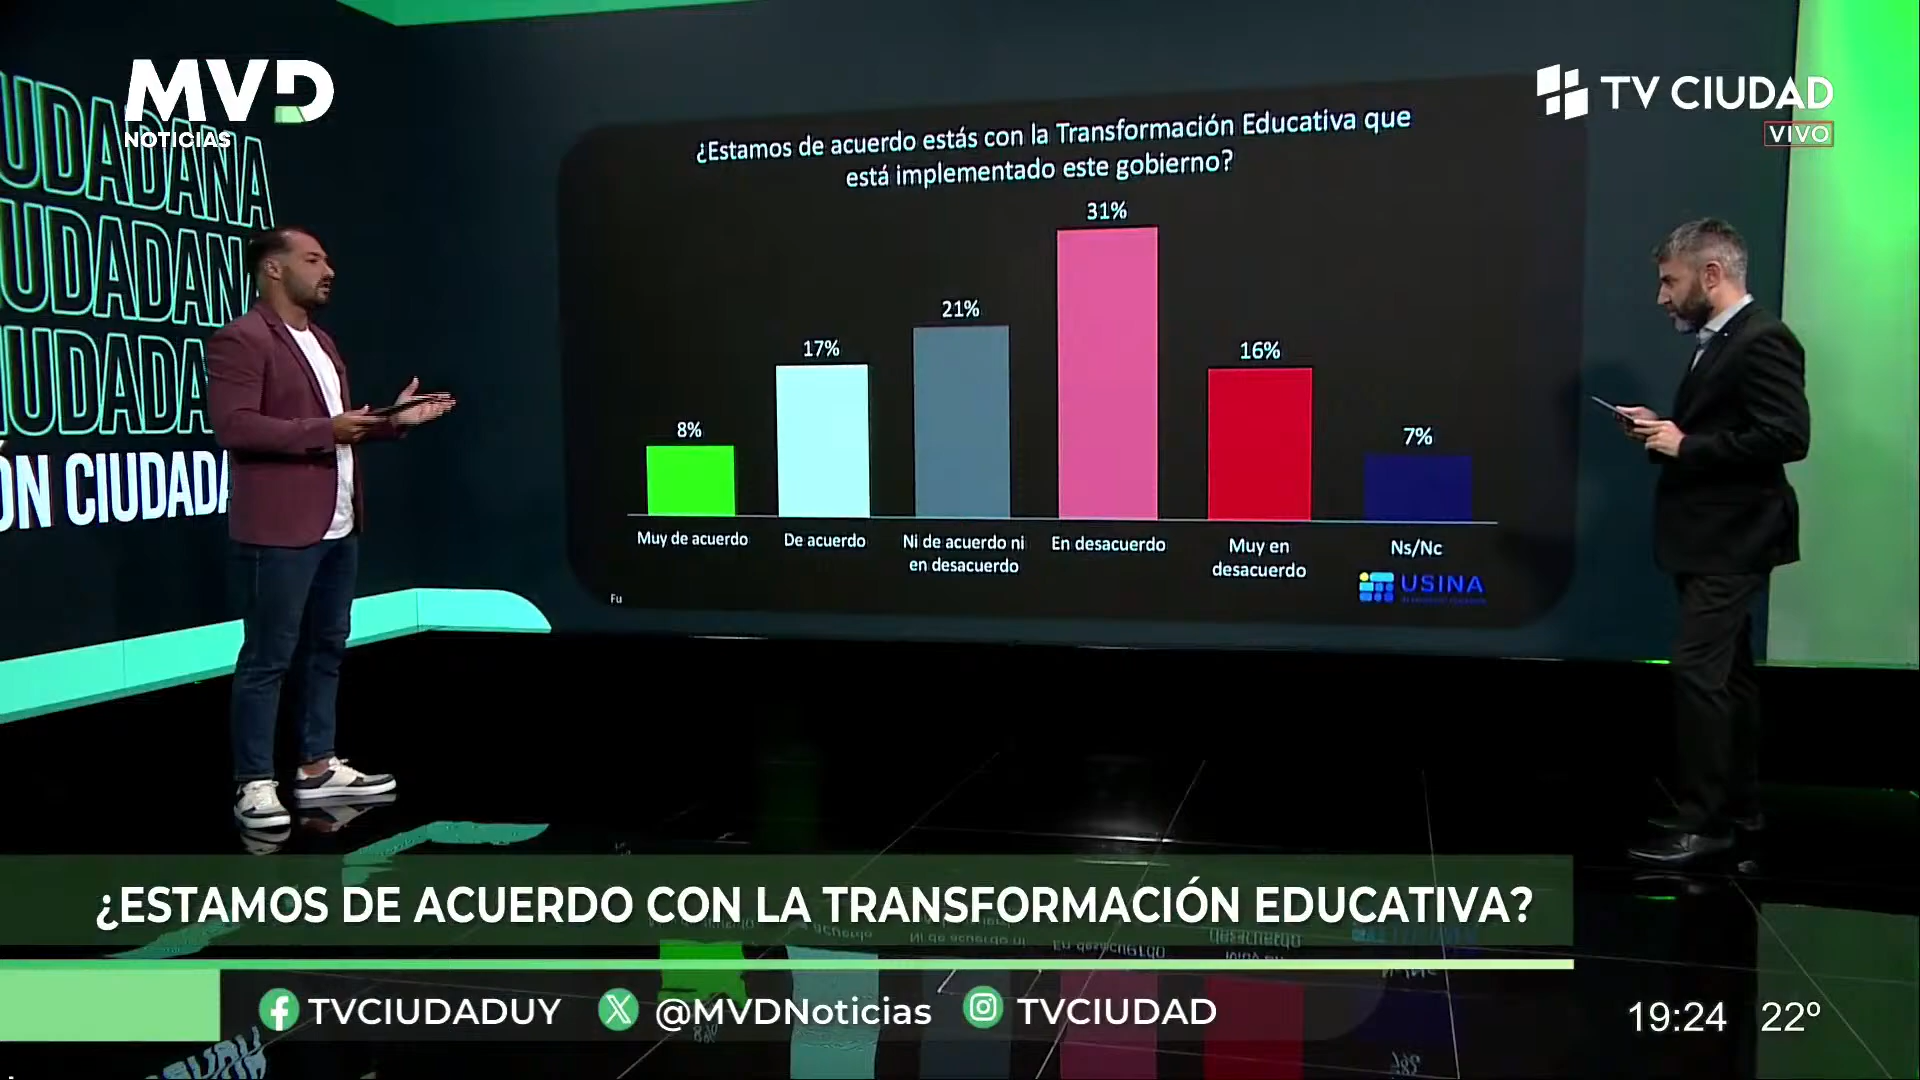 MVD
NOTICIAS
TV CIUDAD
VIVO
UDADANA
UDADANA
IUDADA
ÓN CIUDADA
¿Estamos de acuerdo estás con la Transformación Educativa que
está implementado este gobierno?
8%
17%
21%
31%
16%
7%
Muy de acuerdo
De acuerdo
Ni de acuerdo ni
en desacuerdo
En desacuerdo
Muy en
desacuerdo
Ns/Nc
Fu
USINA
¿ESTAMOS DE ACUERDO CON LA TRANSFORMACIÓN EDUCATIVA?
TVCIUDADUY
@MVDNoticias
TVCIUDAD
19:24 22º